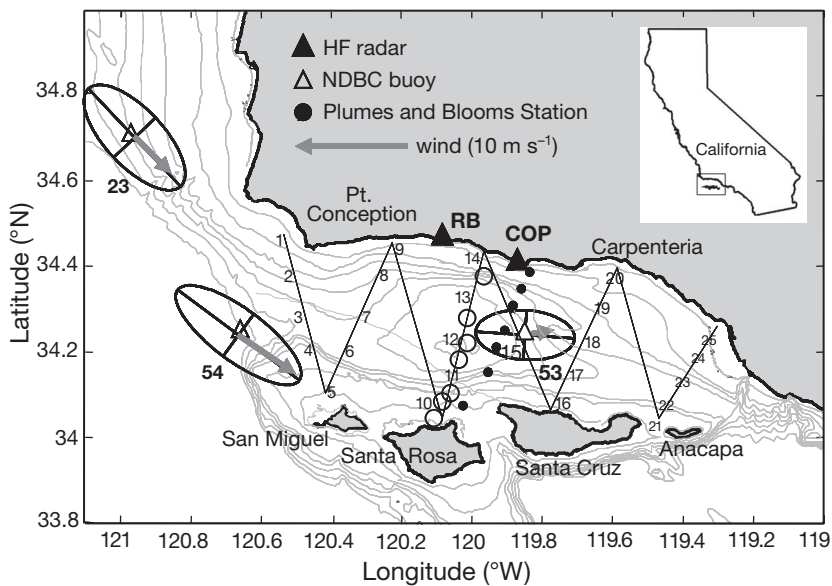 HF radar
NDBC buoy
Plumes and Blooms Station
wind (10 m s–1)
California
34.8
34.6
34.4
34.2
34
33.8
Latitude (°N)
23
54
53
Pt.
Conception
RB
COP
Carpenteria
1
2
3
4
5
6
7
8
9
10
11
12
13
14
15
16
17
18
19
20
21
22
23
24
25
San Miguel
Santa Rosa
Santa Cruz
Anacapa
121
120.8
120.6
120.4
120.2
120
119.8
119.6
119.4
119.2
119
Longitude (°W)